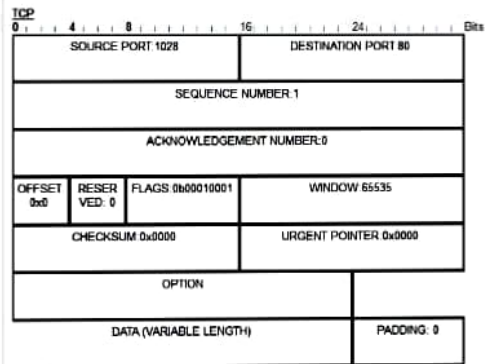 TCP
0 4 8 16 24 Bits
SOURCE PORT:1028 DESTINATION PORT 80
SEQUENCE NUMBER:1
ACKNOWLEDGEMENT NUMBER:0
OFFSET RESER FLAGS:0b00010001 WINDOW:65535
0x0 VED: 0
CHECKSUM:0x0000 URGENT POINTER:0x0000
OPTION
DATA (VARIABLE LENGTH) PADDING: 0